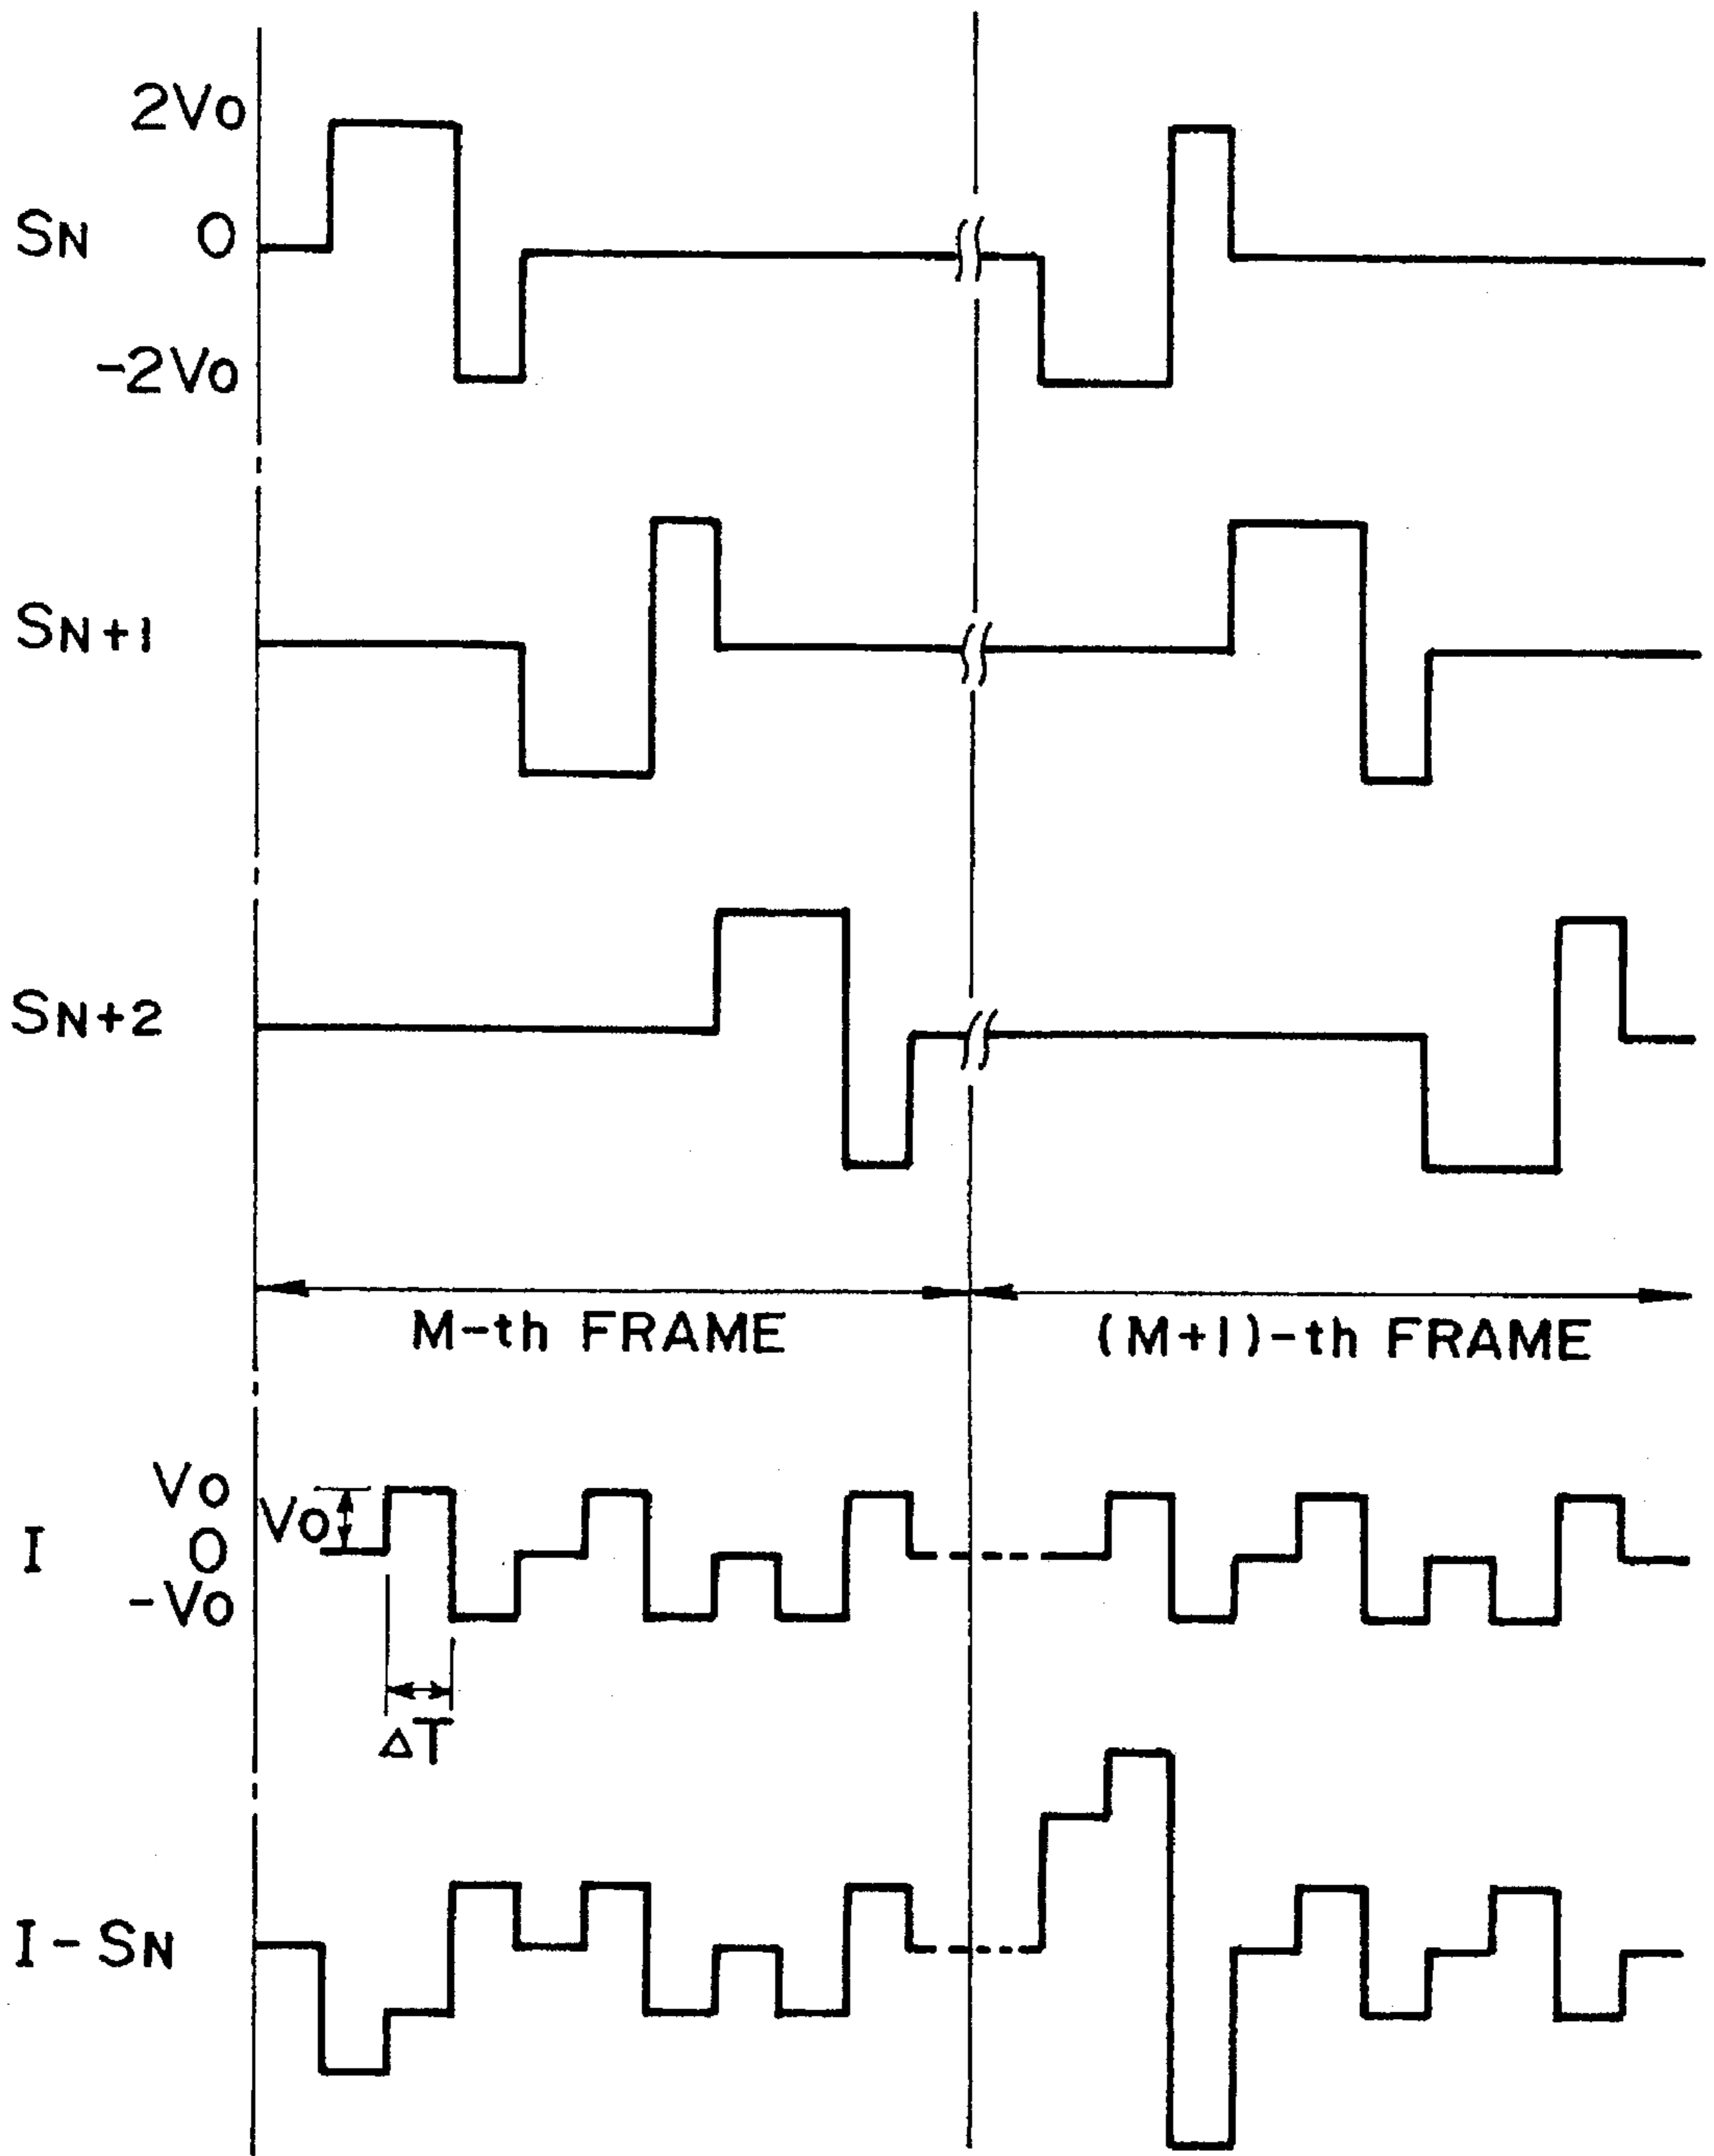 2Vo
SN 0
-2Vo
SN+1
SN+2
M-th FRAME
(M+1)-th FRAME
Vo
Vo
I 0
-Vo
ΔT
I-SN